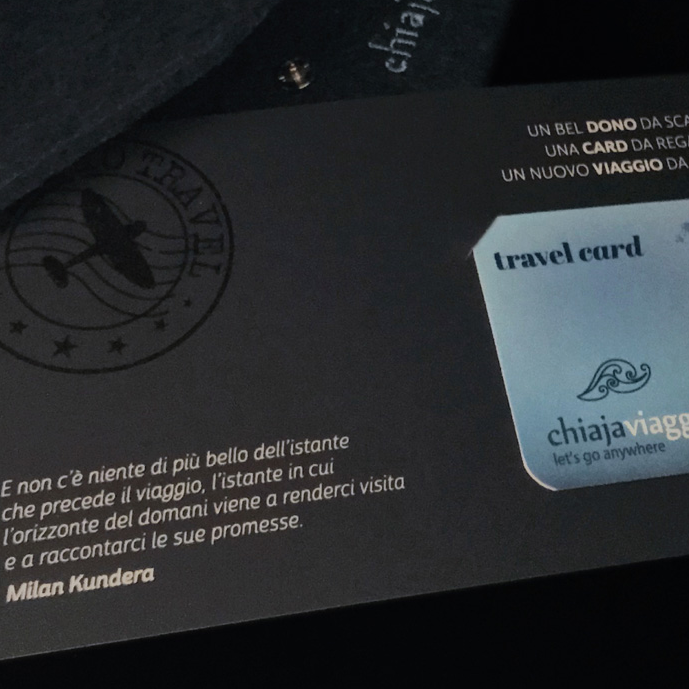 chiaj
TRAVEL
UN BEL DONO DA
UNA CARD DA
UN NUOVO VIAGGIO DA
travel card
chiajaviagg
let's go anywhere
E non c'è niente di più bello dell'istante
che precede il viaggio, l'istante in cui
l'orizzonte del domani viene a renderci visita
e a raccontarci le sue promesse.
Milan Kundera